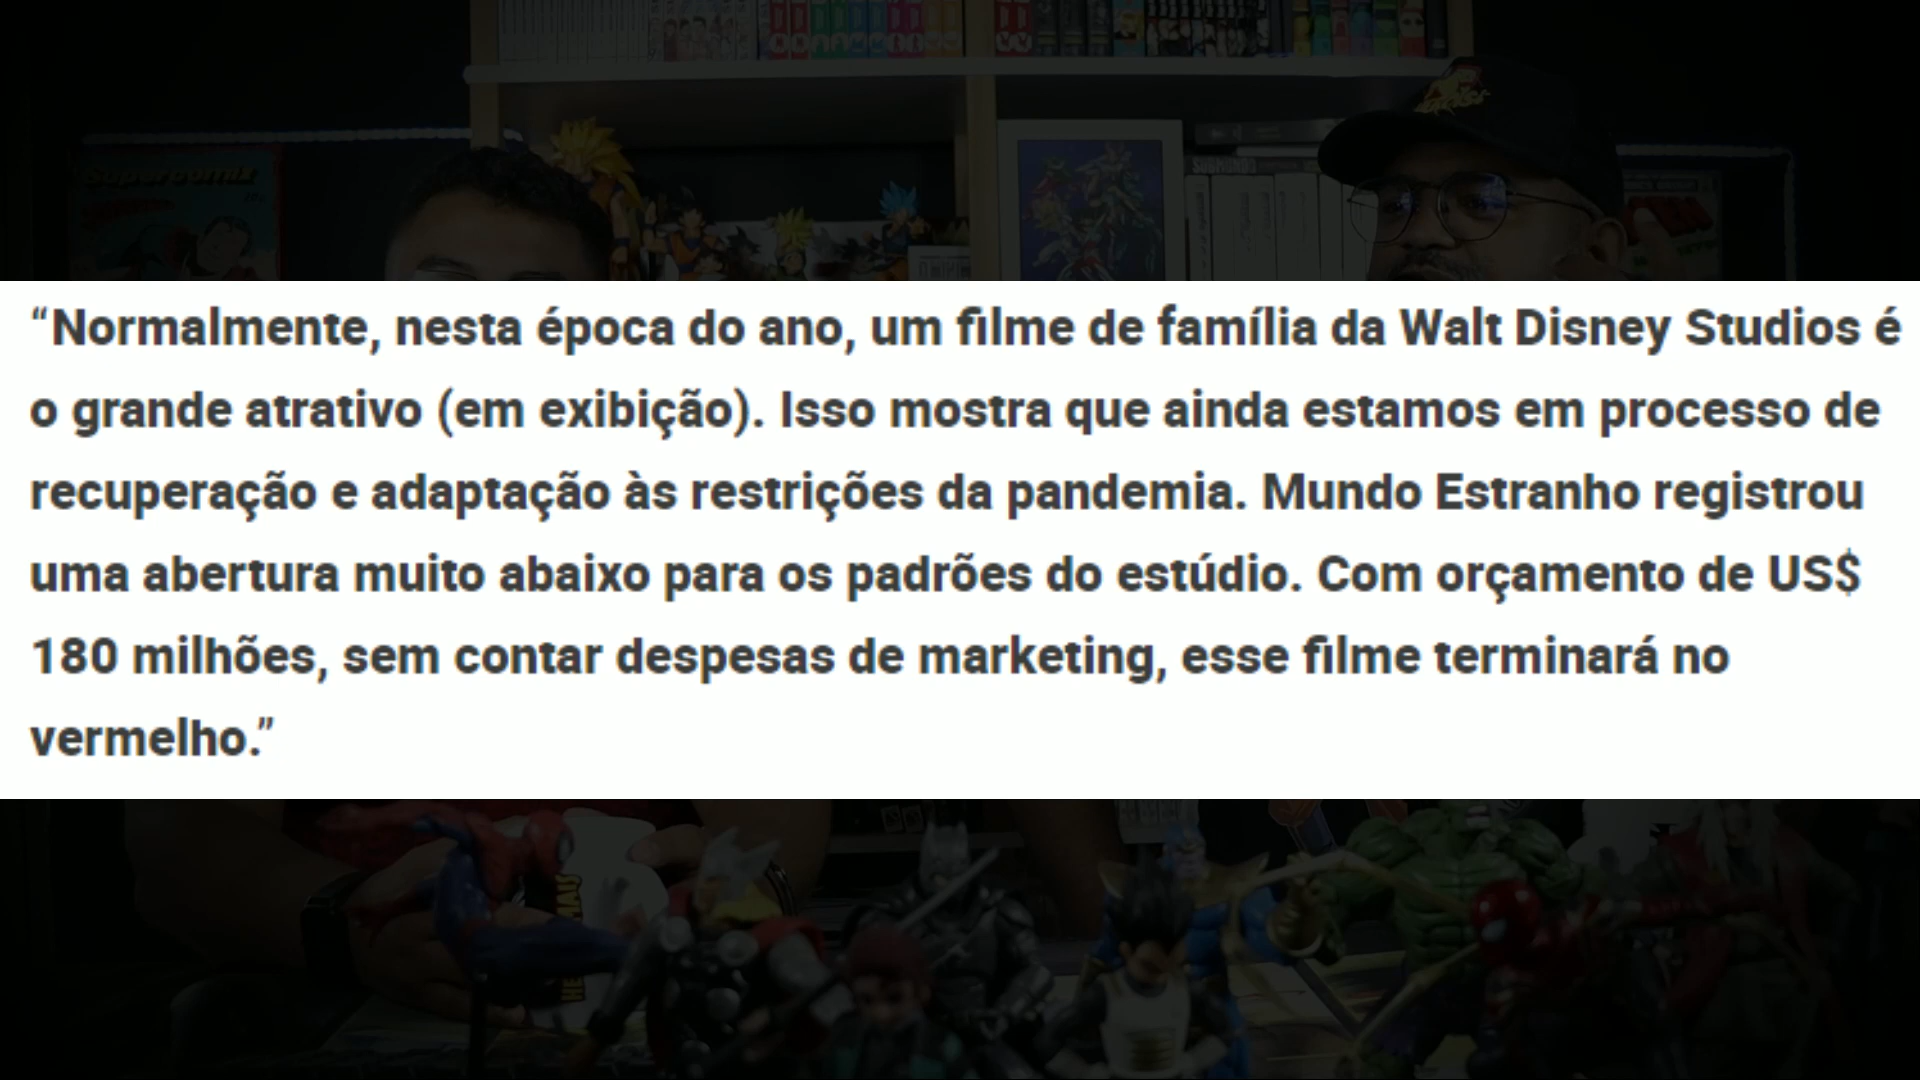 Supercomix
“Normalmente, nesta época do ano, um filme de família da Walt Disney Studios é
o grande atrativo (em exibição). Isso mostra que ainda estamos em processo de
recuperação e adaptação às restrições da pandemia. Mundo Estranho registrou
uma abertura muito abaixo para os padrões do estúdio. Com orçamento de US$
180 milhões, sem contar despesas de marketing, esse filme terminará no
vermelho.”